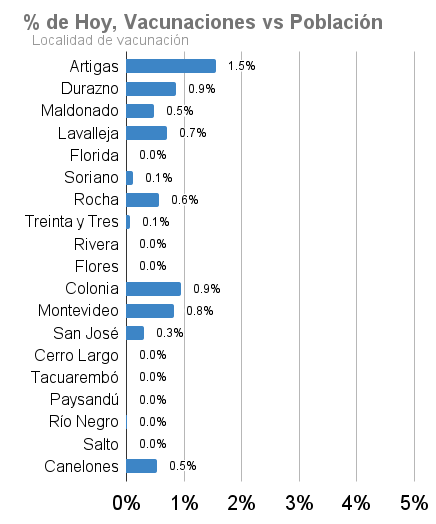 % de Hoy, Vacunaciones vs Población
Localidad de vacunación
Artigas 1.5%
Durazno 0.9%
Maldonado 0.5%
Lavalleja 0.7%
Florida 0.0%
Soriano 0.1%
Rocha 0.6%
Treinta y Tres 0.1%
Rivera 0.0%
Flores 0.0%
Colonia 0.9%
Montevideo 0.8%
San José 0.3%
Cerro Largo 0.0%
Tacuarembó 0.0%
Paysandú 0.0%
Río Negro 0.0%
Salto 0.0%
Canelones 0.5%
0% 1% 2% 3% 4% 5%